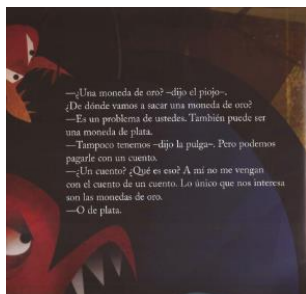 —¿Una moneda de oro? –dijo el piojo–.
¿De dónde vamos a sacar una moneda de oro?
—Es un problema de ustedes. También puede ser
una moneda de plata.
—Tampoco tenemos –dijo la pulga–. Pero podemos
pagarle con un cuento.
—¿Un cuento? ¿Qué es eso? A mí no me vengan
con el cuento de un cuento. Lo único que nos interesa
son las monedas de oro.
—O de plata.